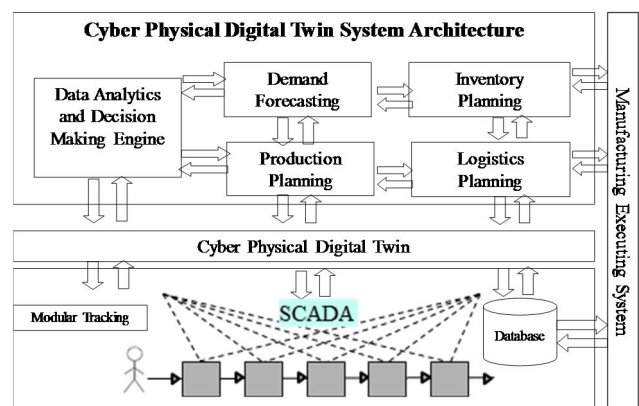 Cyber Physical Digital Twin System Architecture
Data Analytics
and Decision
Making Engine
Demand
Forecasting
Inventory
Planning
Production
Planning
Logistics
Planning
Manufacturing Executing System
Cyber Physical Digital Twin
Modular Tracking
SCADA
Database